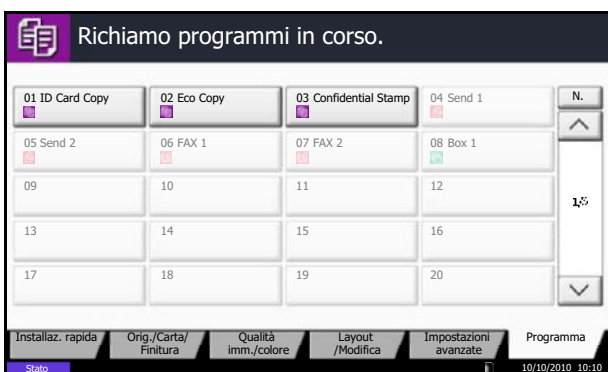 Richiamo programmi in corso.
01 ID Card Copy
02 Eco Copy
03 Confidential Stamp
04 Send 1
N.
05 Send 2
06 FAX 1
07 FAX 2
08 Box 1
09
10
11
12
1/5
13
14
15
16
17
18
19
20
Installaz. rapida
Orig./Carta/
Finitura
Qualità
imm./colore
Layout
/Modifica
Impostazioni
avanzate
Programma
Stato
10/10/2010 10:10